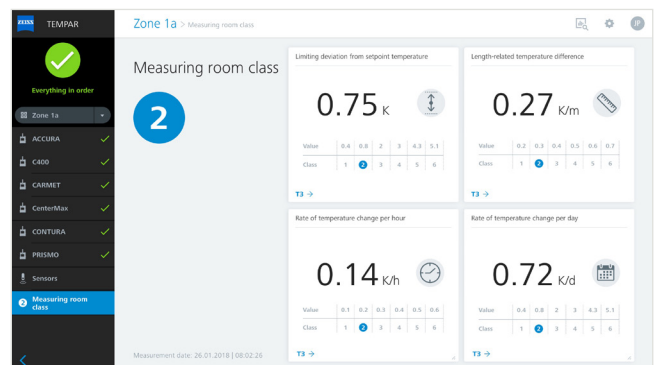 ZEISS
TEMPAR
Everything in order
Zone 1a
ACCURA
C400
CARMET
CenterMax
CONTURA
PRISMO
Sensors
2 Measuring room
class
Zone 1a > Measuring room class
JF
Measuring room class
2
Measurement date: 26.01.2018 | 08.02.26
Limiting deviation from setpoint temperature
0.75 K
Value 0.4 0.8 2 3 4.3 5.1
Class 1 2 3 4 5 6
T3 →
Length-related temperature difference
0.27 K/m
Value 0.2 0.3 0.4 0.5 0.6 0.7
Class 1 2 3 4 5 6
T3 →
Rate of temperature change per hour
0.14 K/h
Value 0.1 0.2 0.3 0.4 0.5 0.6
Class 1 2 3 4 5 6
T3 →
Rate of temperature change per day
0.72 K/d
Value 0.4 0.8 2 3 4.3 5.1
Class 1 2 3 4 5 6
T3 →